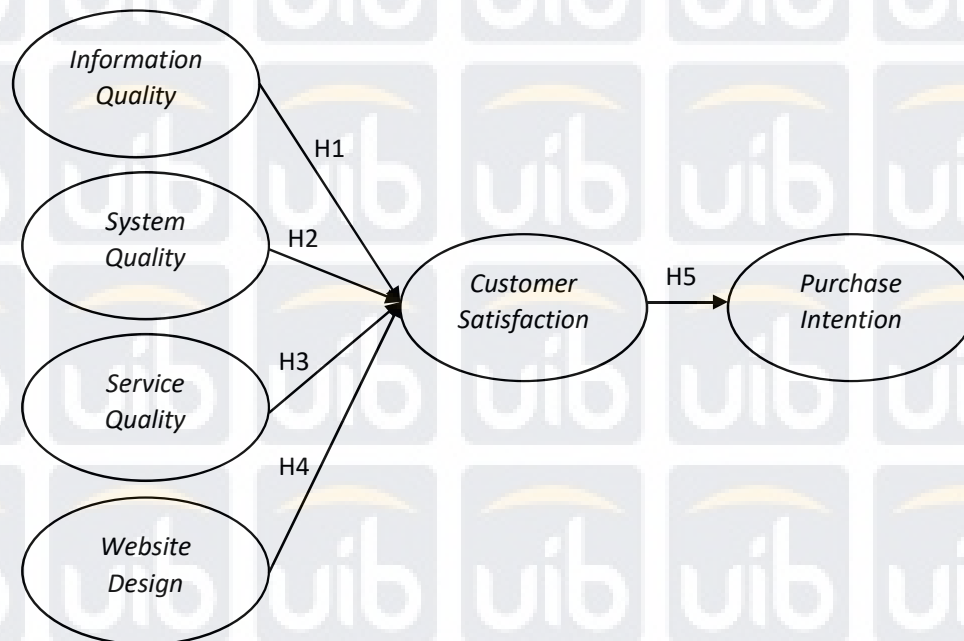 Information
Quality
H1
System
Quality
H2
Customer
Satisfaction
H5
Purchase
Intention
Service
Quality
H3
H4
Website
Design
uib